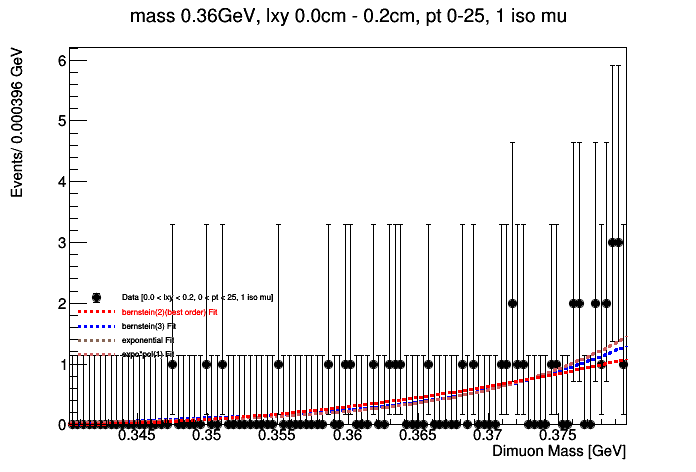 mass 0.36GeV, lxy 0.0cm - 0.2cm, pt 0-25, 1 iso mu
Events/ 0.000396 GeV
6
5
4
3
2
1
0
Data [0.0 < lxy < 0.2, 0 < pt < 25, 1 iso mu]
bernstein(2)(best order) Fit
bernstein(3) Fit
exponential Fit
expo*pol(1) Fit
0.345 0.35 0.355 0.36 0.365 0.37 0.375
Dimuon Mass [GeV]